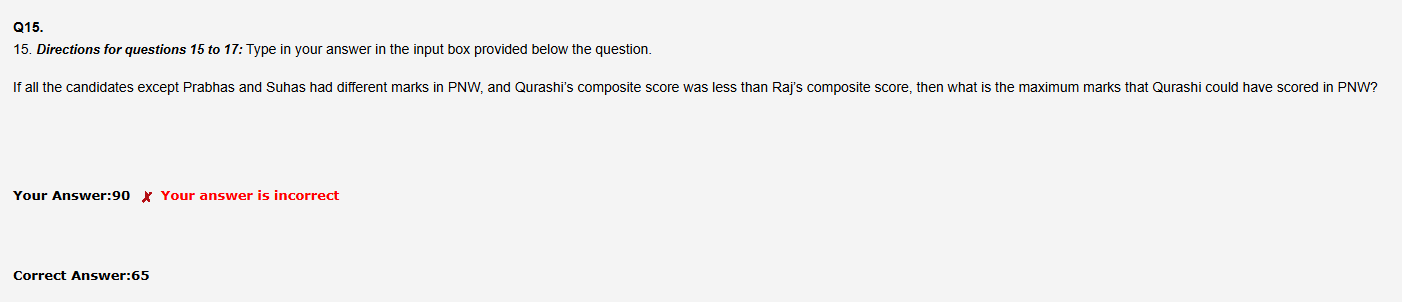 Q15.
15. Directions for questions 15 to 17: Type in your answer in the input box provided below the question.
If all the candidates except Prabhas and Suhas had different marks in PNW, and Qurashi's composite score was less than Raj's composite score, then what is the maximum marks that Qurashi could have scored in PNW?
Your Answer:90 ✘ Your answer is incorrect
Correct Answer:65